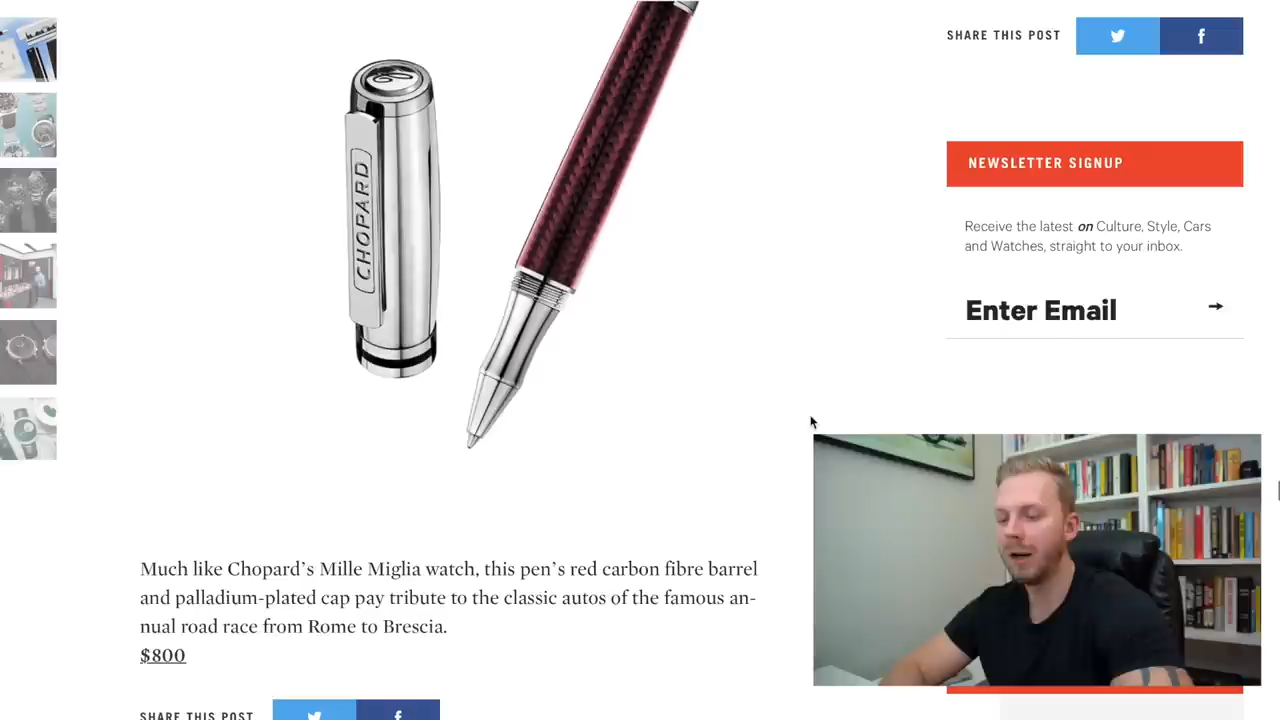 SHARE THIS POST
NEWSLETTER SIGNUP
Receive the latest on Culture, Style, Cars
and Watches, straight to your inbox.
Enter Email
CHOPARD
Much like Chopard’s Mille Miglia watch, this pen’s red carbon fibre barrel
and palladium-plated cap pay tribute to the classic autos of the famous an-
nual road race from Rome to Brescia.
$800
SHARE THIS POST